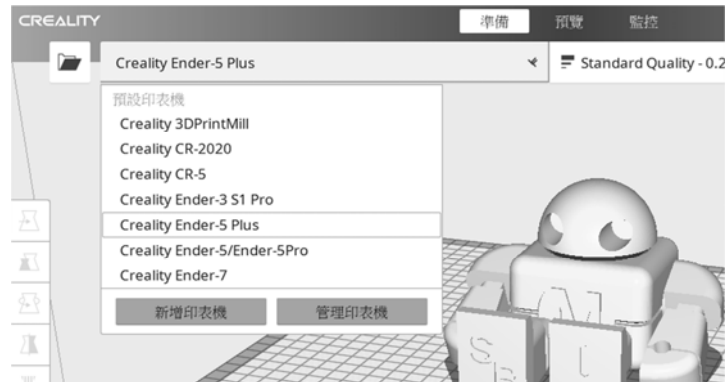 CREALITY
準備 預覽 監控
Creality Ender-5 Plus
Standard Quality - 0.2
預設印表機
Creality 3DPrintMill
Creality CR-2020
Creality CR-5
Creality Ender-3 S1 Pro
Creality Ender-5 Plus
Creality Ender-5/Ender-5Pro
Creality Ender-7
新增印表機 管理印表機